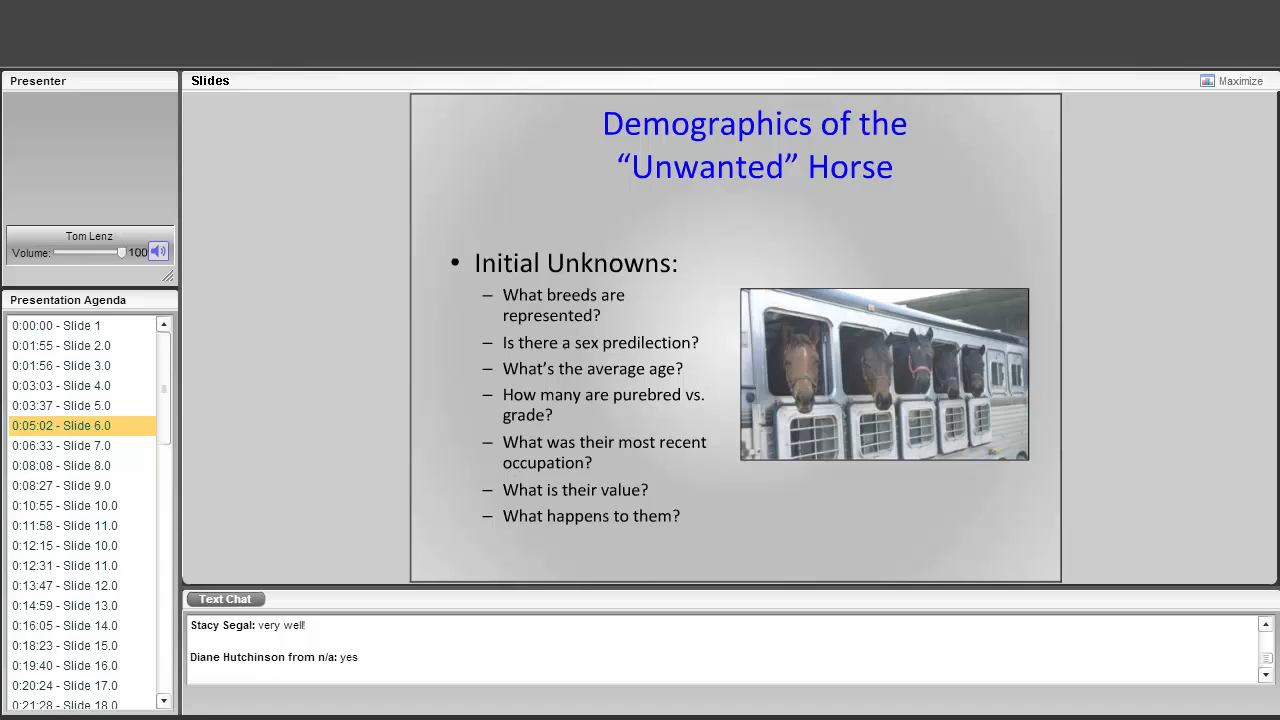 Presenter
Slides
Maximize
Demographics of the
“Unwanted” Horse
Tom Lenz
Volume:
100
Presentation Agenda
0:00:00 - Slide 1
0:01:55 - Slide 2.0
0:01:56 - Slide 3.0
0:03:03 - Slide 4.0
0:03:37 - Slide 5.0
0:05:02 - Slide 6.0
0:06:33 - Slide 7.0
0:08:08 - Slide 8.0
0:08:27 - Slide 9.0
0:10:55 - Slide 10.0
0:11:58 - Slide 11.0
0:12:15 - Slide 10.0
0:12:31 - Slide 11.0
0:13:47 - Slide 12.0
0:14:59 - Slide 13.0
0:16:05 - Slide 14.0
0:18:23 - Slide 15.0
0:19:40 - Slide 16.0
0:20:24 - Slide 17.0
0:21:28 - Slide 18.0
• Initial Unknowns:
– What breeds are
represented?
– Is there a sex predilection?
– What’s the average age?
– How many are purebred vs.
grade?
– What was their most recent
occupation?
– What is their value?
– What happens to them?
Text Chat
Stacy Segal: very well!
Diane Hutchinson from n/a: yes